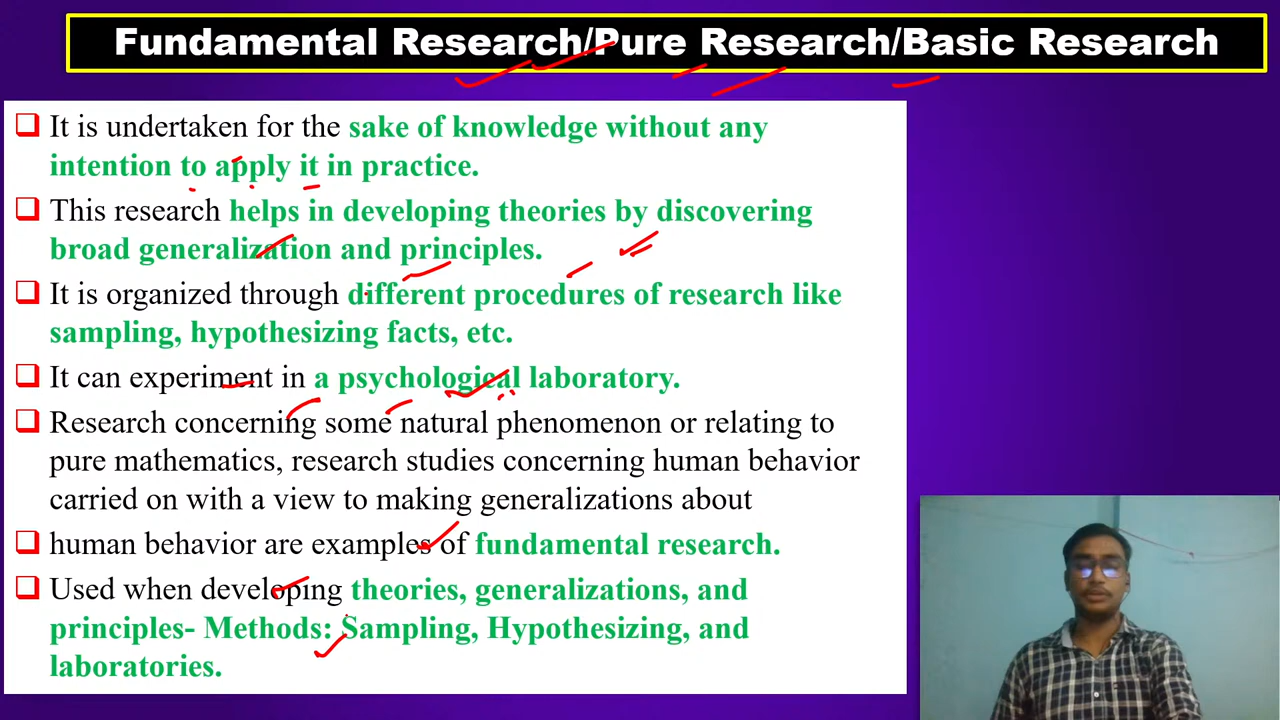 Fundamental Research/Pure Research/Basic Research
It is undertaken for the sake of knowledge without any
intention to apply it in practice.
This research helps in developing theories by discovering
broad generalization and principles.
It is organized through different procedures of research like
sampling, hypothesizing facts, etc.
It can experiment in a psychological laboratory.
Research concerning some natural phenomenon or relating to
pure mathematics, research studies concerning human behavior
carried on with a view to making generalizations about
human behavior are examples of fundamental research.
Used when developing theories, generalizations, and
principles- Methods: Sampling, Hypothesizing, and
laboratories.